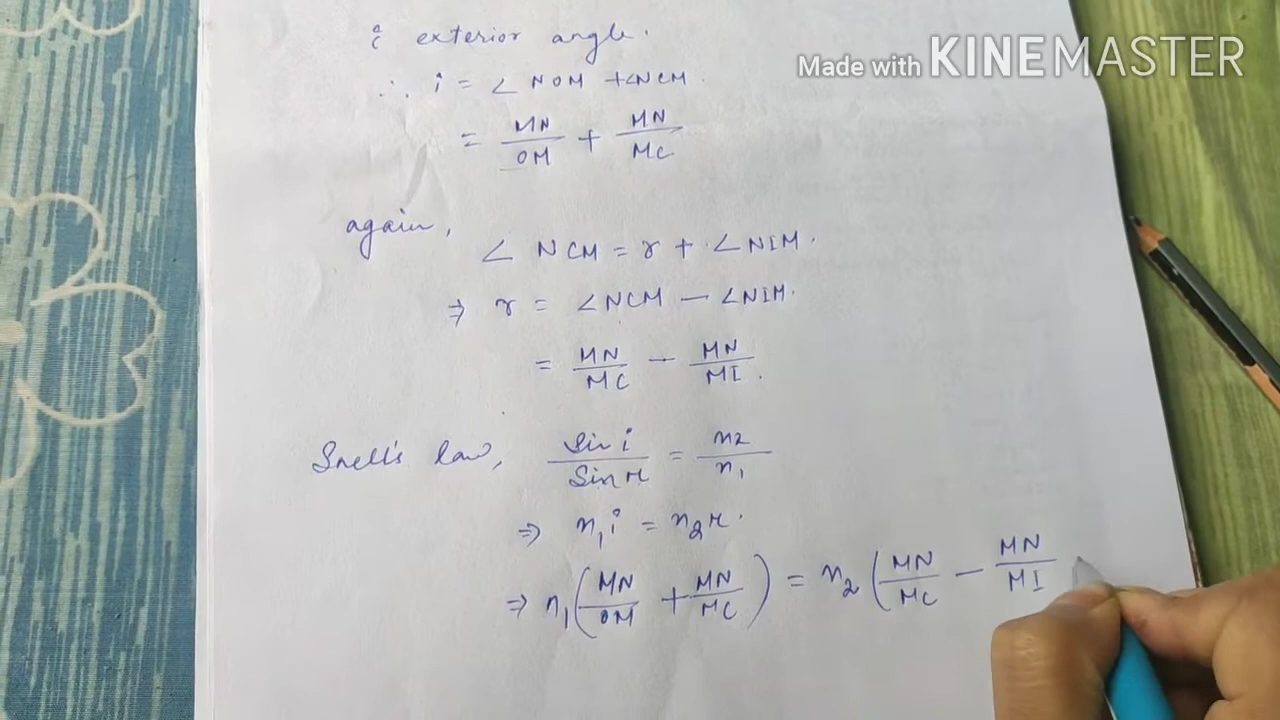 Made with KINEMASTER
& exterior angle.
∴ i = ∠NOM + ∠NCM.
= MN/OM + MN/MC
again,
∠NCM = r + ∠NIM.
⇒ r = ∠NCM − ∠NIM.
= MN/MC − MN/MI.
Snell's law, Sin i/Sin r = n2/n1
⇒ n1i = n2r.
⇒ n1(MN/OM + MN/MC) = n2(MN/MC − MN/MI